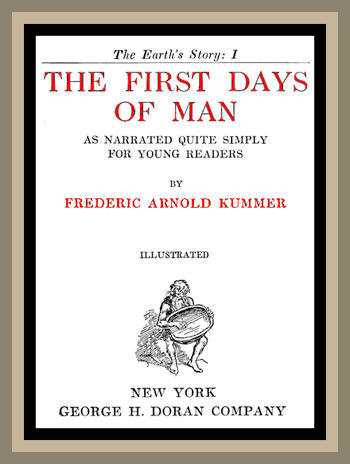 The Earth's Story: I
THE FIRST DAYS
OF MAN
AS NARRATED QUITE SIMPLY
FOR YOUNG READERS
BY
FREDERIC ARNOLD KUMMER
ILLUSTRATED
NEW YORK
GEORGE H. DORAN COMPANY